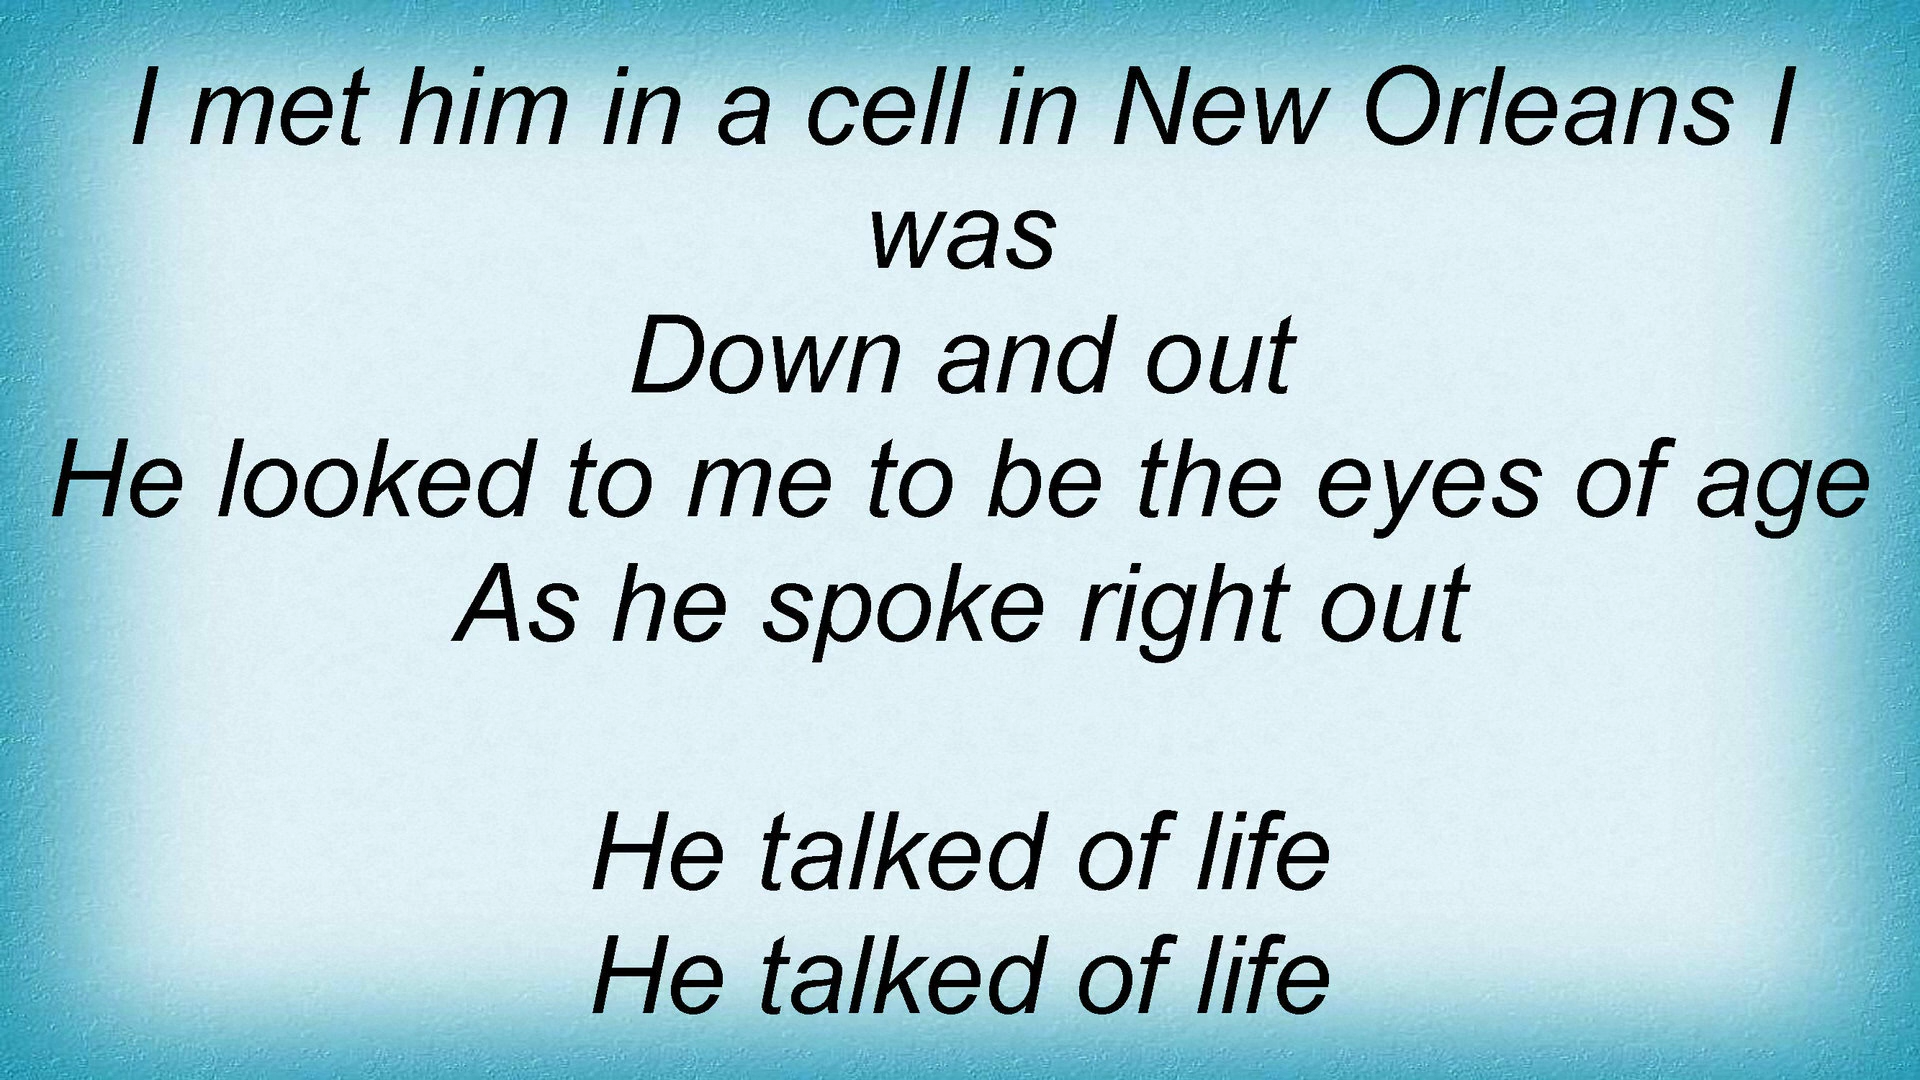 I met him in a cell in New Orleans I
was
Down and out
He looked to me to be the eyes of age
As he spoke right out
He talked of life
He talked of life